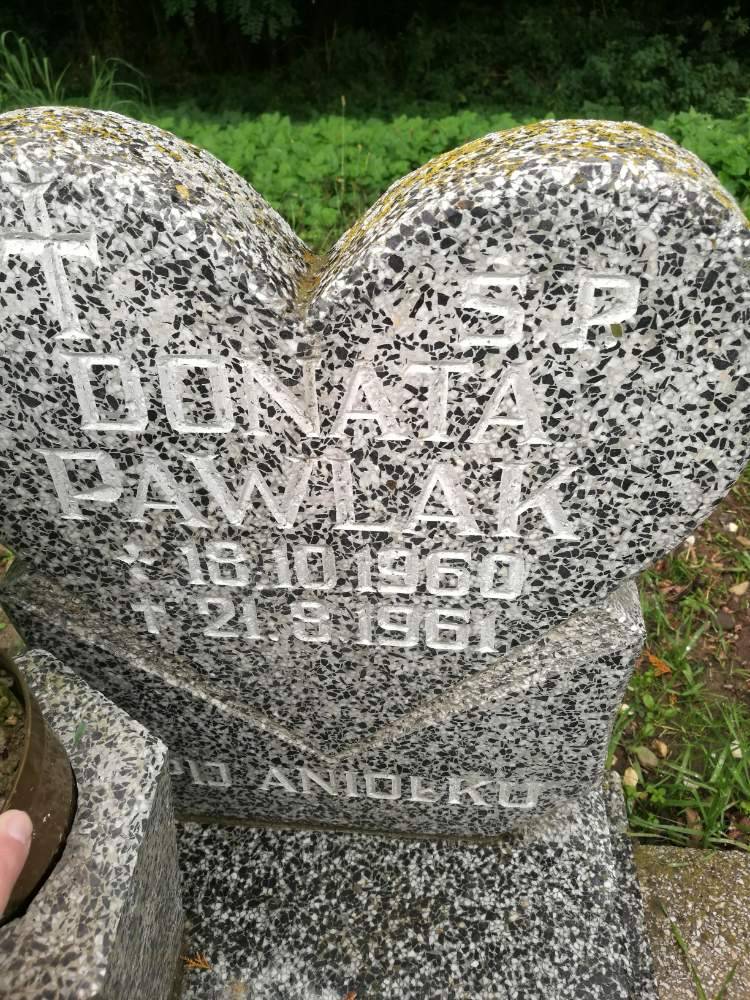 S P
DONATA
PAWLAK
* 18.10.1960
† 21.8.1961
ANIOŁKU